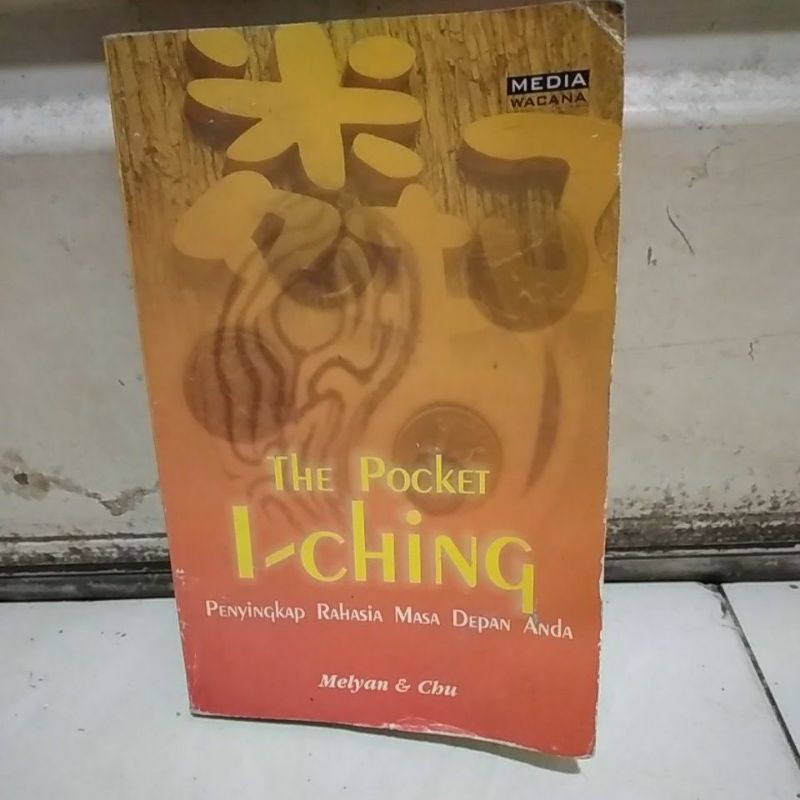 MEDIA
WACANA
The Pocket
I-ching
Penyingkap Rahasia Masa Depan Anda
Melyan & Chu